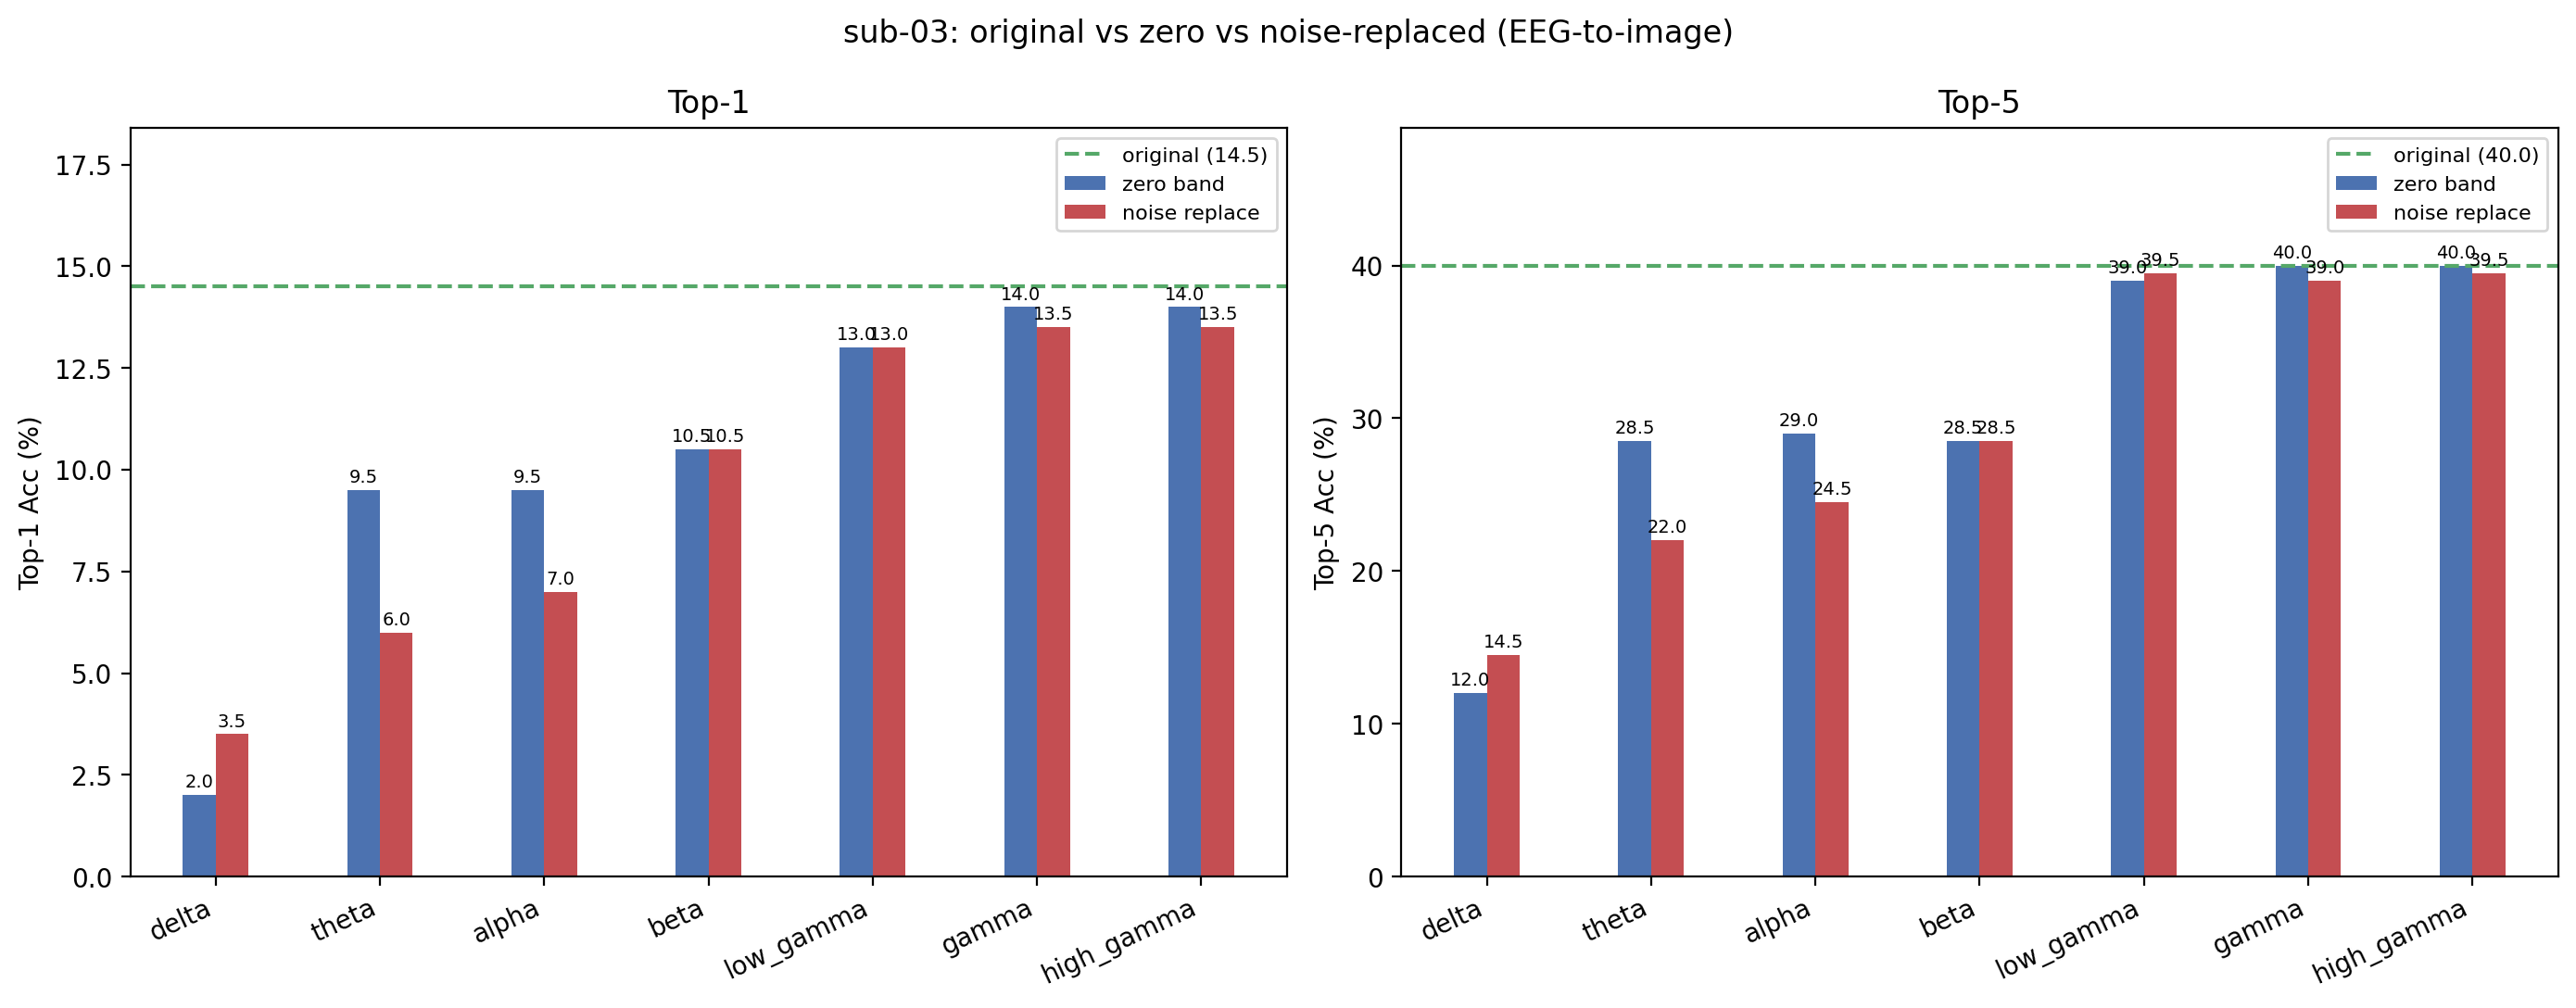 sub-03: original vs zero vs noise-replaced (EEG-to-image)
Top-1
Top-1 Acc (%)
17.5
15.0
12.5
10.0
7.5
5.0
2.5
0.0
original (14.5)
zero band
noise replace
2.0
3.5
9.5
6.0
9.5
7.0
10.5
10.5
13.0
13.0
14.0
13.5
14.0
13.5
delta
theta
alpha
beta
low_gamma
gamma
high_gamma
Top-5
Top-5 Acc (%)
40
30
20
10
0
original (40.0)
zero band
noise replace
12.0
14.5
28.5
22.0
29.0
24.5
28.5
28.5
39.0
39.5
40.0
39.0
40.0
39.5
delta
theta
alpha
beta
low_gamma
gamma
high_gamma